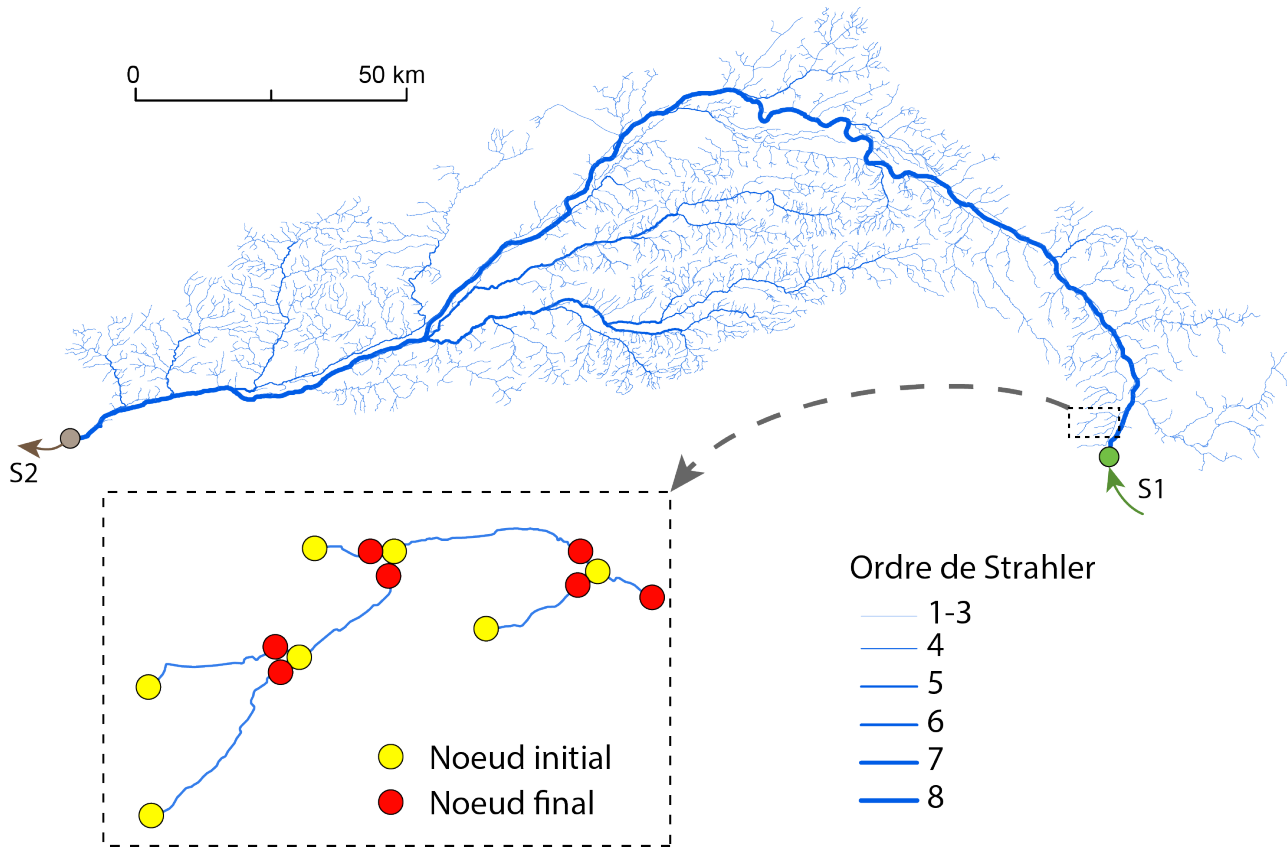 0 50 km
S2
S1
Ordre de Strahler
1-3
4
5
6
7
8
Noeud initial
Noeud final